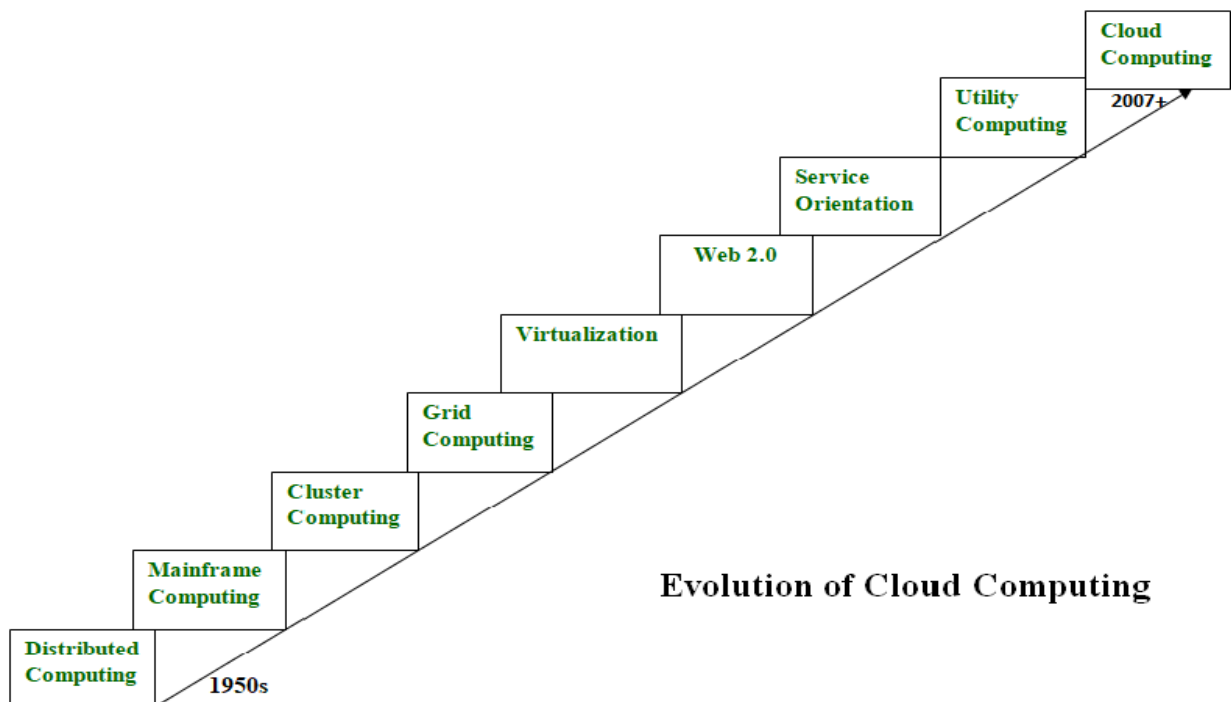 Cloud
Computing
2007+
Utility
Computing
Service
Orientation
Web 2.0
Virtualization
Grid
Computing
Cluster
Computing
Evolution of Cloud Computing
Mainframe
Computing
Distributed
Computing
1950s